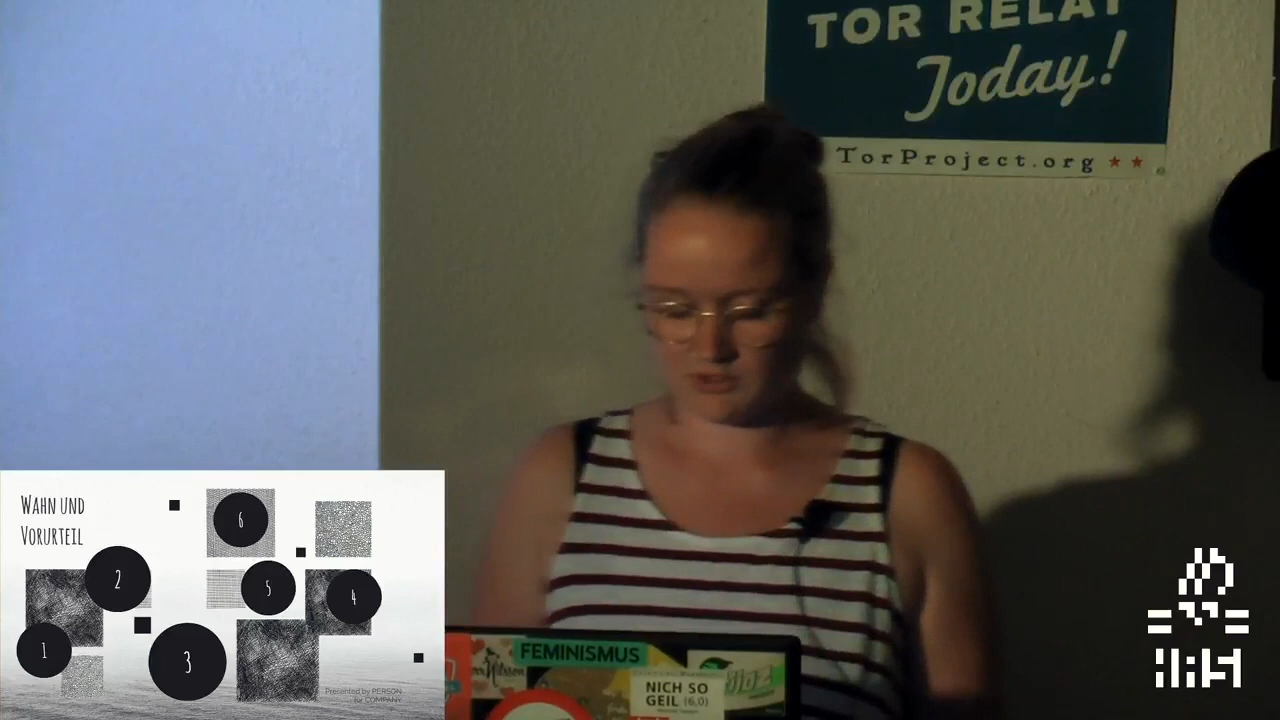 TOR RELAY
Today!
TorProject.org
WAHN UND
VORURTEIL
6
2
5
4
1
3
Presented by PERSON
for COMPANY
FEMINISMUS
NICH SO
GEIL (6,0)